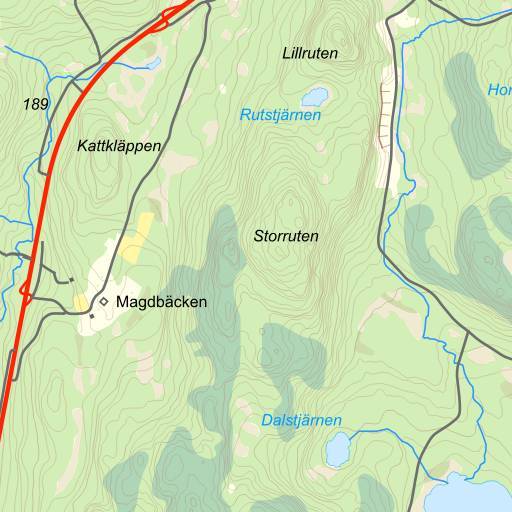 Lillruten
Hor
189
Rutstjärnen
Kattkläppen
Storruten
Magdbäcken
Dalstjärnen